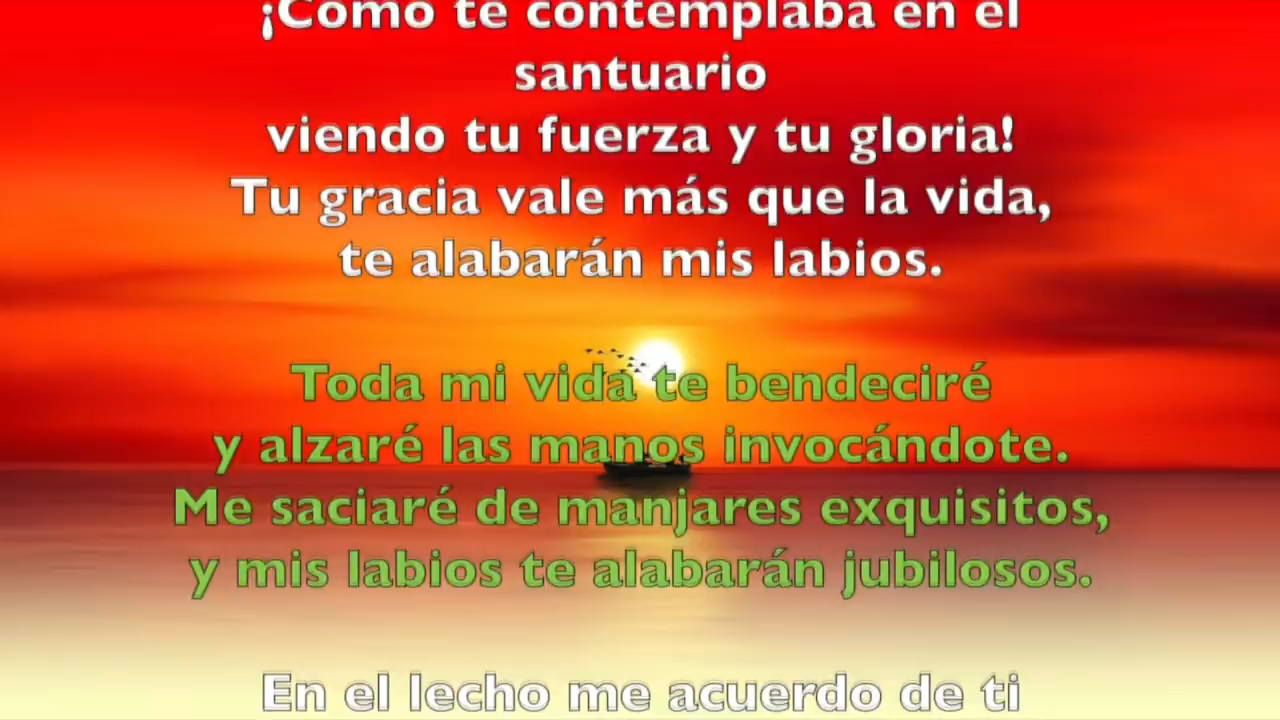 ¡Cómo te contemplaba en el
santuario
viendo tu fuerza y tu gloria!
Tu gracia vale más que la vida,
te alabarán mis labios.
Toda mi vida te bendeciré
y alzaré las manos invocándote.
Me saciaré de manjares exquisitos,
y mis labios te alabarán jubilosos.
En el lecho me acuerdo de ti